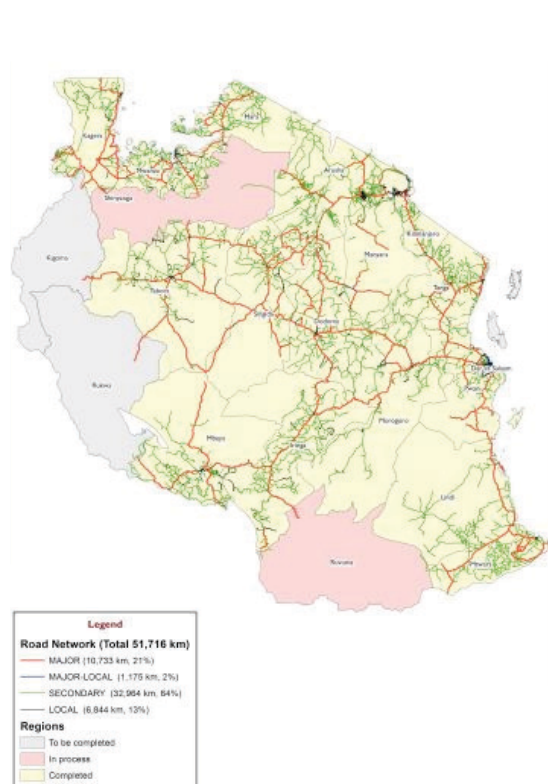 Mara
Kagera
Mwanza
Arusha
Shinyanga
Kilimanjaro
Kigoma
Manyara
Tabora
Tanga
Singida
Dodoma
Dar es Salaam
Pwani
Rukwa
Morogoro
Mbeya
Iringa
Lindi
Ruvuma
Mtwara
Legend
Road Network (Total 51,716 km)
MAJOR (10,733 km, 21%)
MAJOR-LOCAL (1,175 km, 2%)
SECONDARY (32,964 km, 64%)
LOCAL (6,844 km, 13%)
Regions
To be completed
In process
Completed